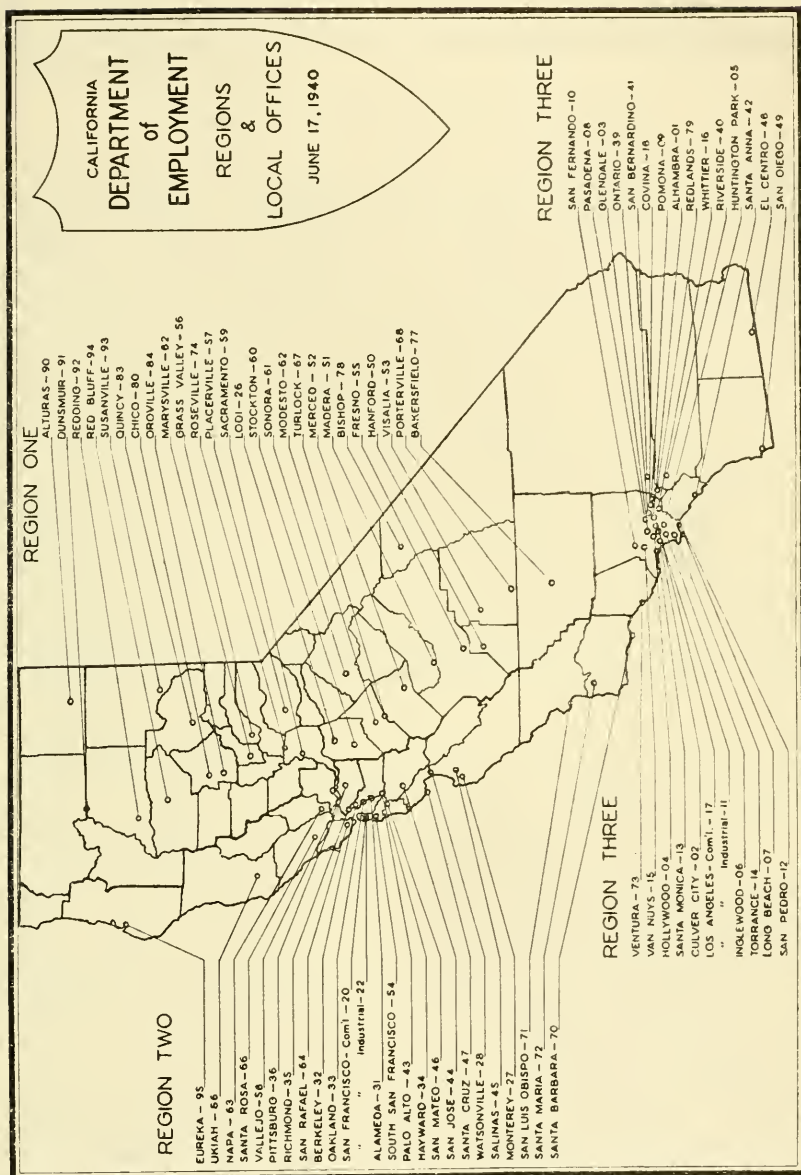 CALIFORNIA
DEPARTMENT
of
EMPLOYMENT
REGIONS
&
LOCAL OFFICES
JUNE 17, 1940
REGION ONE
ALTURAS-90
DUNSMUIR-91
REDDING-92
RED BLUFF-94
SUSANVILLE-93
QUINCY-83
CHICO-80
OROVILLE-84
MARYSVILLE-82
GRASS VALLEY-56
ROSEVILLE-74
PLACERVILLE-57
SACRAMENTO-59
LODI-26
STOCKTON-60
SONORA-61
MODESTO-62
TURLOCK-67
MERCED-52
MADERA-51
BISHOP-78
FRESNO-55
HANFORD-50
VISALIA-53
PORTERVILLE-68
BAKERSFIELD-77
REGION TWO
EUREKA-95
UKIAH-86
NAPA-63
SANTA ROSA-66
VALLEJO-58
PITTSBURG-36
RICHMOND-35
SAN RAFAEL-64
BERKELEY-32
OAKLAND-33
SAN FRANCISCO-Com'l-20
" " Industrial-22
ALAMEDA-31
SOUTH SAN FRANCISCO-54
PALO ALTO-43
HAYWARD-34
SAN MATEO-46
SAN JOSE-44
SANTA CRUZ-47
WATSONVILLE-28
SALINAS-45
MONTEREY-27
SAN LUIS OBISPO-71
SANTA MARIA-72
SANTA BARBARA-70
REGION THREE
VENTURA-73
VAN NUYS-15
HOLLYWOOD-04
SANTA MONICA-13
CULVER CITY-02
LOS ANGELES-Com'l.-17
" " Industrial-11
INGLEWOOD-06
TORRANCE-14
LONG BEACH-07
SAN PEDRO-12
REGION THREE
SAN FERNANDO-10
PASADENA-08
GLENDALE-03
ONTARIO-39
SAN BERNARDINO-41
COVINA-18
POMONA-09
ALHAMBRA-01
REDLANDS-79
WHITTIER-16
RIVERSIDE-40
HUNTINGTON PARK-05
SANTA ANNA-42
EL CENTRO-48
SAN DIEGO-49